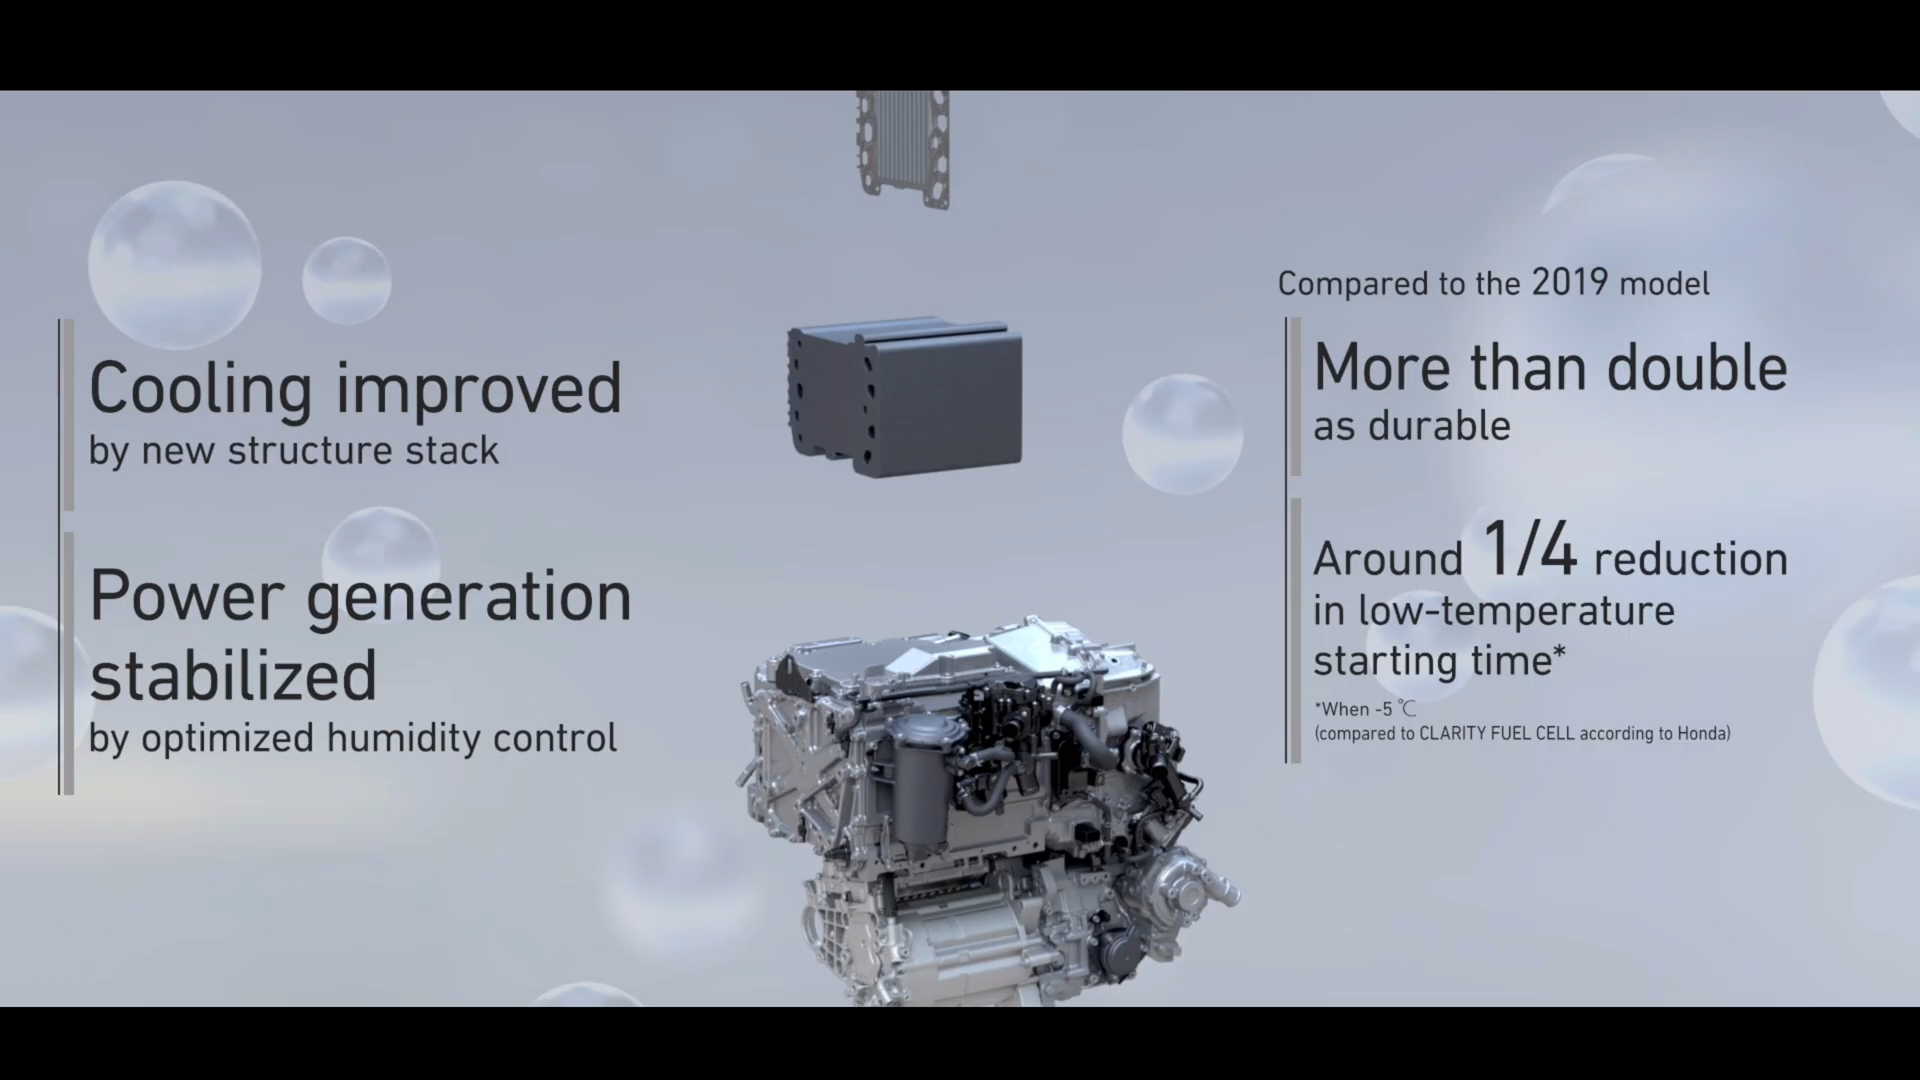 Cooling improved
by new structure stack
Power generation
stabilized
by optimized humidity control
Compared to the 2019 model
More than double
as durable
Around 1/4 reduction
in low-temperature
starting time*
*When -5 ℃
(compared to CLARITY FUEL CELL according to Honda)